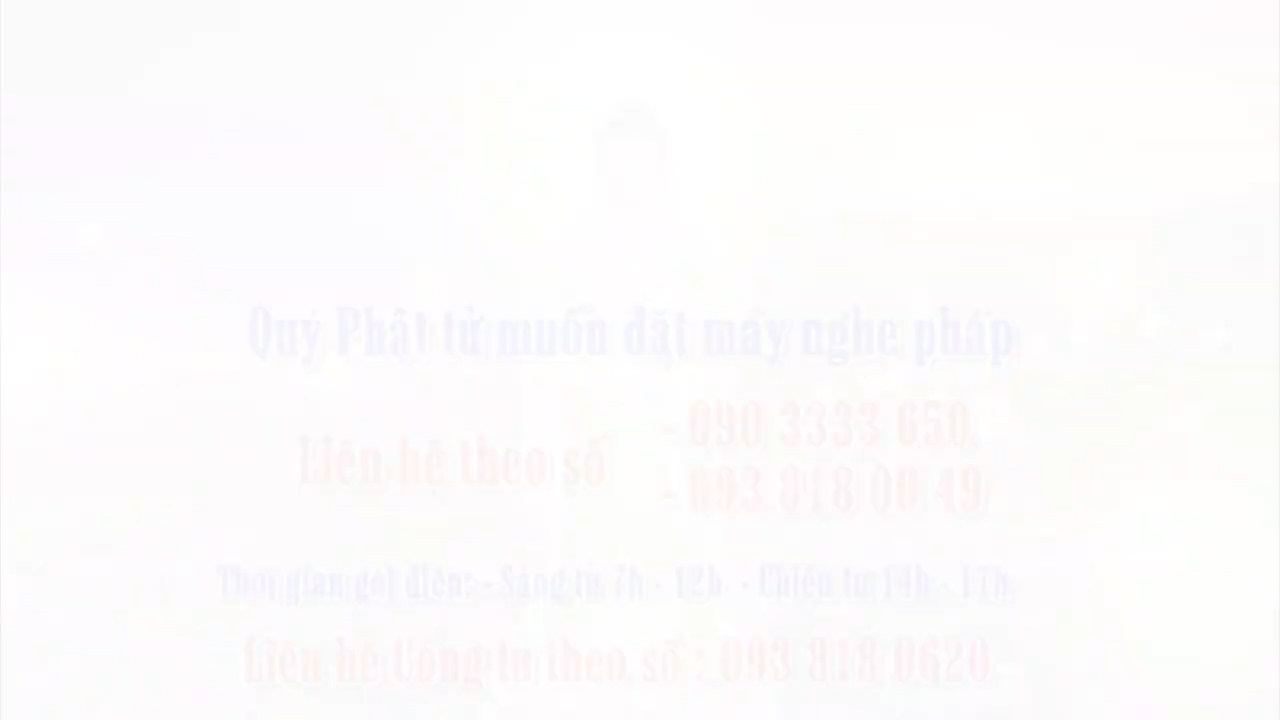 Quý Phật tử muốn đặt máy nghe pháp
- 090 3333 650
Liên hệ theo số
- 093 818 00 49
Thời gian gọi điện: - Sáng từ 7h - 12h - Chiều từ 14h - 17h
Liên hệ Cúng tu theo số : 093 818 0620